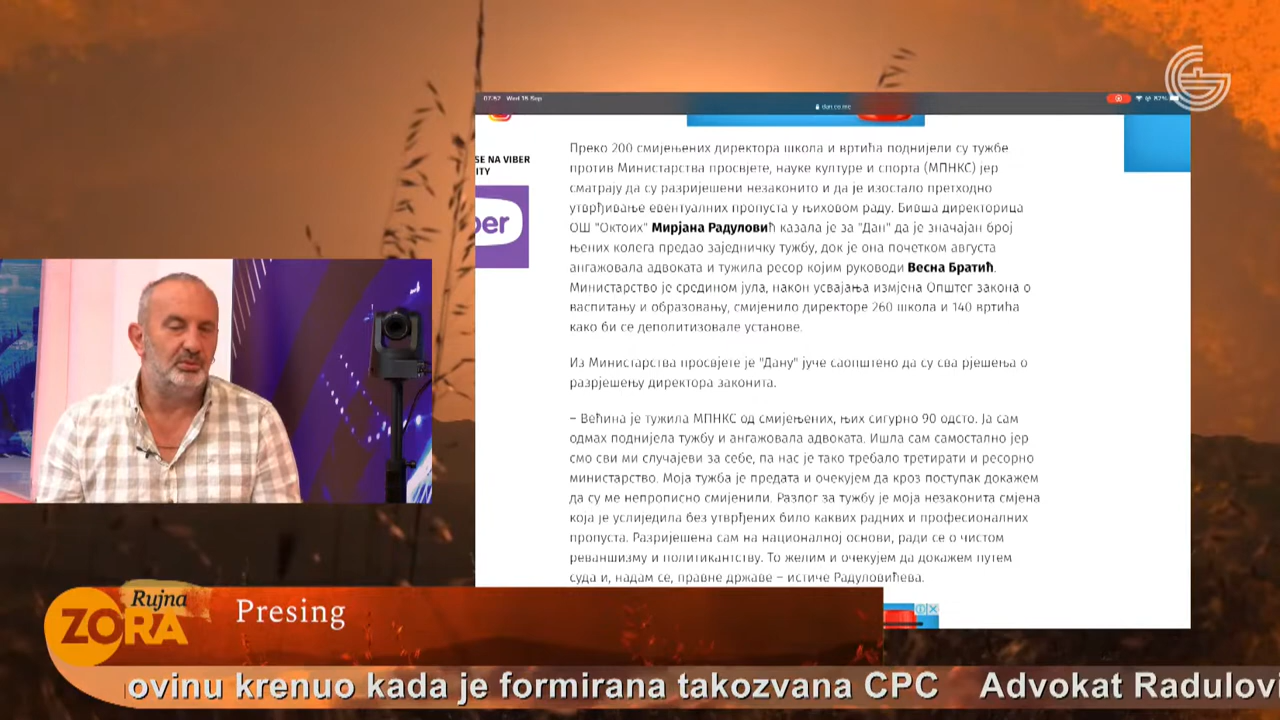 07:57 Wed 15 Sep
dan.co.me
82%
SE NA VIBER
ITY
ber
Преко 200 смијењених директора школа и вртића поднијели су тужбе
против Министарства просвјете, науке културе и спорта (МПНКС) јер
сматрају да су разријешени незаконито и да је изостало претходно
утврђивање евентуалних пропуста у њиховом раду. Бивша директорица
ОШ "Октоих" Мирјана Радуловић казала је за "Дан" да је значајан број
њених колега предао заједничку тужбу, док је она почетком августа
ангажовала адвоката и тужила ресор којим руководи Весна Братић.
Министарство је средином јула, након усвајања измјена Општег закона о
васпитању и образовању, смијенило директоре 260 школа и 140 вртића
како би се деполитизовале установе.
Из Министарства просвјете је "Дану" јуче саопштено да су сва рјешења о
разрјешењу директора законита.
– Већина је тужила МПНКС од смијењених, њих сигурно 90 одсто. Ја сам
одмах поднијела тужбу и ангажовала адвоката. Ишла сам самостално јер
смо сви ми случајеви за себе, па нас је тако требало третирати и ресорно
министарство. Моја тужба је предата и очекујем да кроз поступак докажем
да су ме непрописно смијенили. Разлог за тужбу је моја незаконита смјена
која је услиједила без утврђених било каквих радних и професионалних
пропуста. Разријешена сам на националној основи, ради се о чистом
реваншизму и политикантству. То желим и очекујем да докажем путем
суда и, надам се, правне државе – истиче Радуловићева.
Rujna
ZORA
Presing
ovinu krenuo kada je formirana takozvana CPC Advokat Radulovi